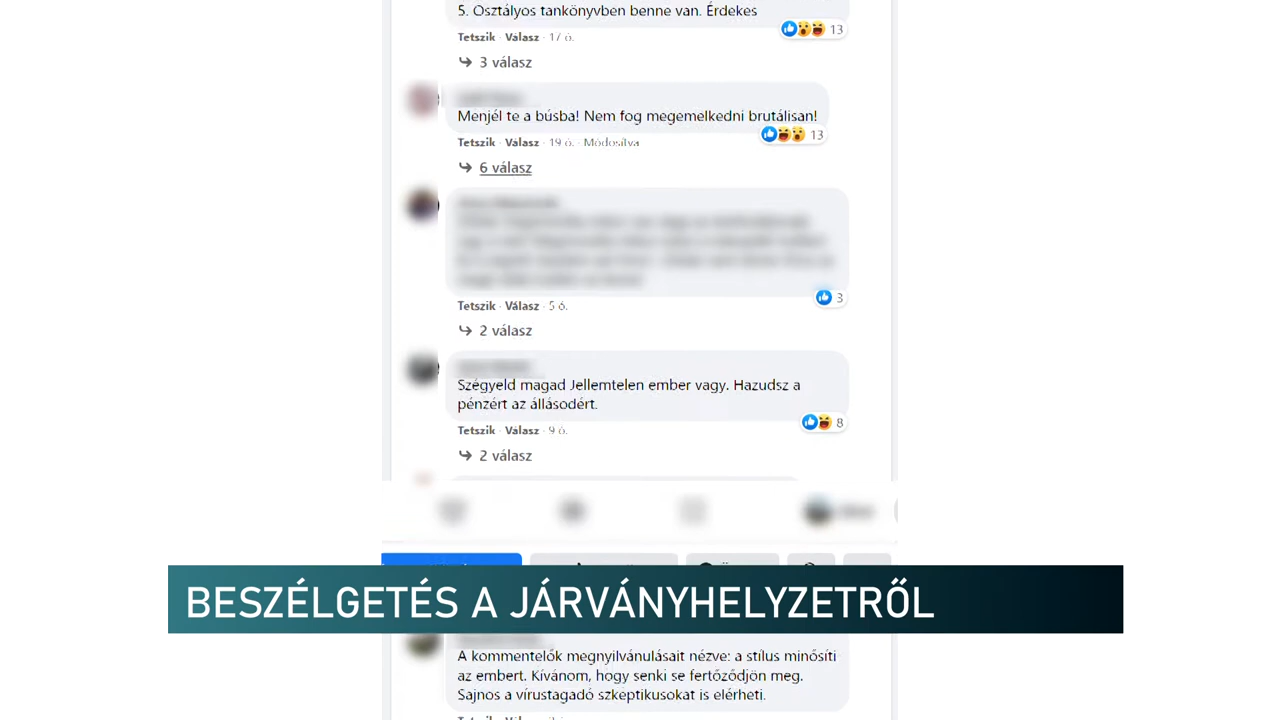 5. Osztályos tankönyvben benne van. Érdekes
13
Tetszik · Válasz · 17 ó.
3 válasz
Menjél te a búsba! Nem fog megemelkedni brutálisan!
13
Tetszik · Válasz · 19 ó. · Módosítva
6 válasz
3
Tetszik · Válasz · 5 ó.
2 válasz
Szégyeld magad Jellemtelen ember vagy. Hazudsz a
pénzért az állásodért.
8
Tetszik · Válasz · 9 ó.
2 válasz
BESZÉLGETÉS A JÁRVÁNYHELYZETRŐL
A kommentelők megnyilvánulásait nézve: a stílus minősíti
az embert. Kívánom, hogy senki se fertőződjön meg.
Sajnos a vírustagadó szkeptikusokat is elérheti.